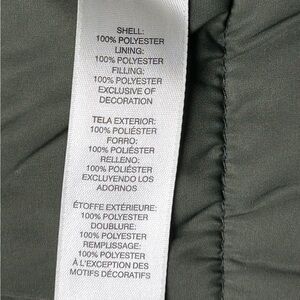 SHELL:
100% POLYESTER
LINING:
100% POLYESTER
FILLING:
100% POLYESTER
EXCLUSIVE OF
DECORATION
TELA EXTERIOR:
100% POLIÉSTER
FORRO:
100% POLIÉSTER
RELLENO:
100% POLIÉSTER
EXCLUYENDO LOS
ADORNOS
ÉTOFFE EXTÉRIEURE:
100% POLYESTER
DOUBLURE:
100% POLYESTER
REMPLISSAGE:
100% POLYESTER
À L'EXCEPTION DES
MOTIFS DÉCORATIFS